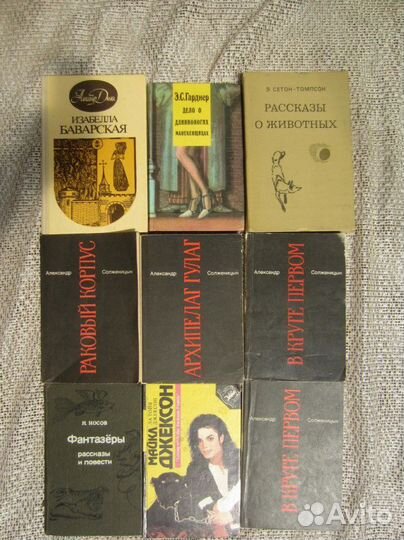 Александр Дюма
ИЗАБЕЛЛА
БАВАРСКАЯ
Э.С.Гарднер
ДЕЛО О
ДЛИННОНОГИХ
МАНЕКЕНЩИЦАХ
Э. СЕТОН-ТОМПСОН
РАССКАЗЫ
О ЖИВОТНЫХ
Александр Солженицын
РАКОВЫЙ КОРПУС
Александр Солженицын
АРХИПЕЛАГ ГУЛАГ
Александр Солженицын
В КРУГЕ ПЕРВОМ
Н. НОСОВ
Фантазёры
рассказы
и повести
МАЙКЛ
ДЖЕКСОН
Александр Солженицын
В КРУГЕ ПЕРВОМ
Avito